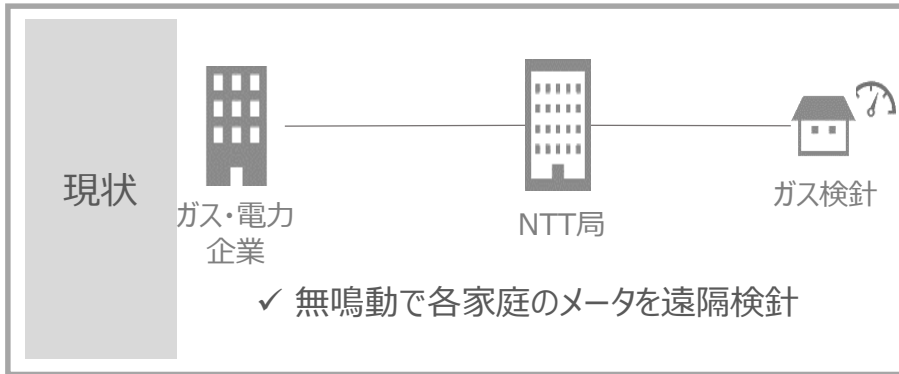 現状
ガス・電力
企業
NTT局
ガス検針
✓ 無鳴動で各家庭のメータを遠隔検針